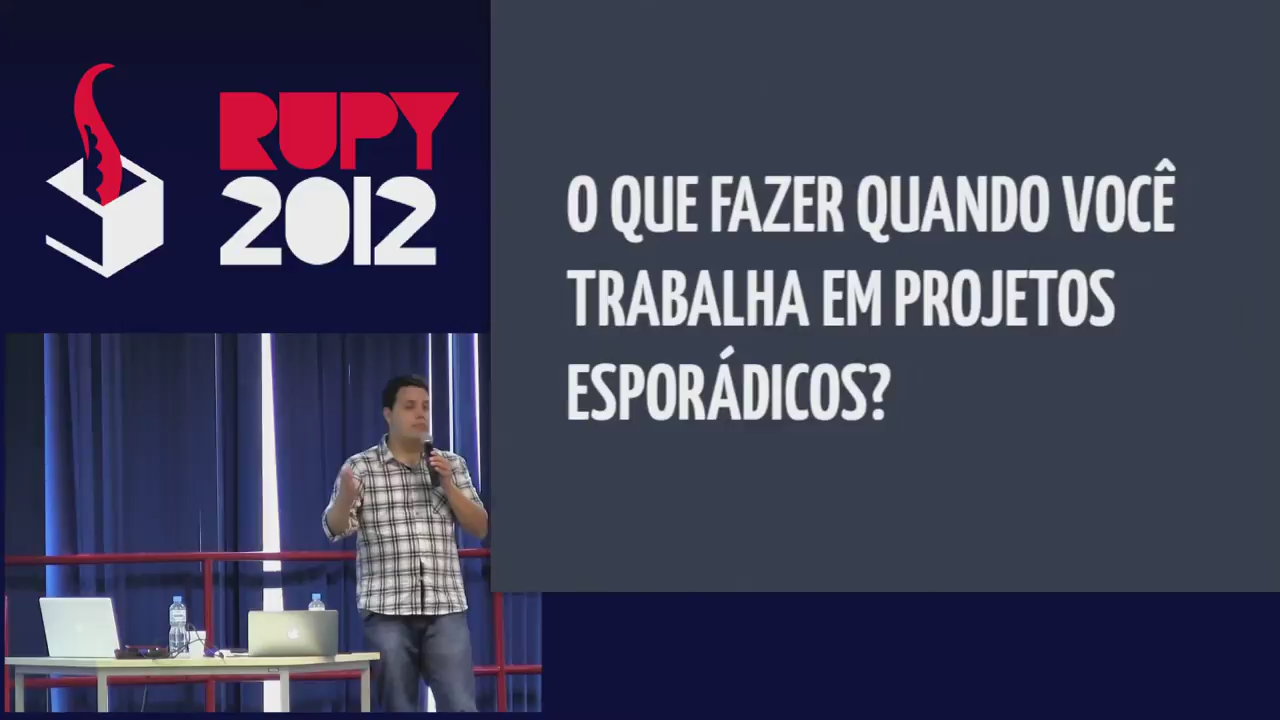 RUPY
2012
O QUE FAZER QUANDO VOCÊ
TRABALHA EM PROJETOS
ESPORÁDICOS?